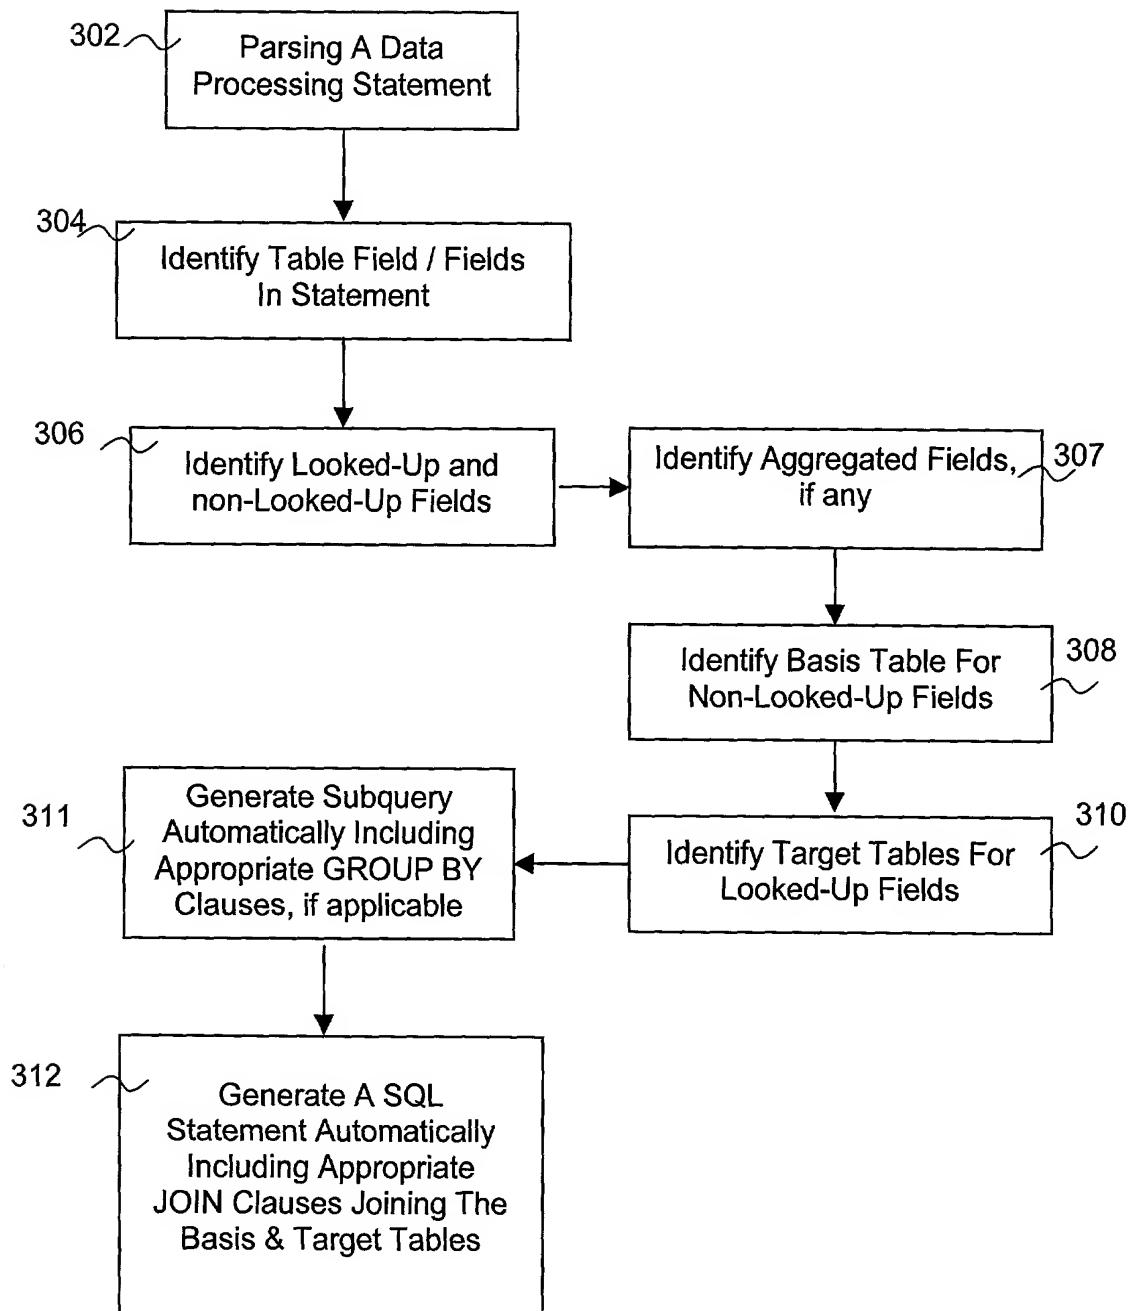 302
Parsing A Data
Processing Statement
304
Identify Table Field / Fields
In Statement
306
Identify Looked-Up and
non-Looked-Up Fields
Identify Aggregated Fields,
if any
307
Identify Basis Table For
Non-Looked-Up Fields
308
Identify Target Tables For
Looked-Up Fields
310
311
Generate Subquery
Automatically Including
Appropriate GROUP BY
Clauses, if applicable
312
Generate A SQL
Statement Automatically
Including Appropriate
JOIN Clauses Joining The
Basis & Target Tables